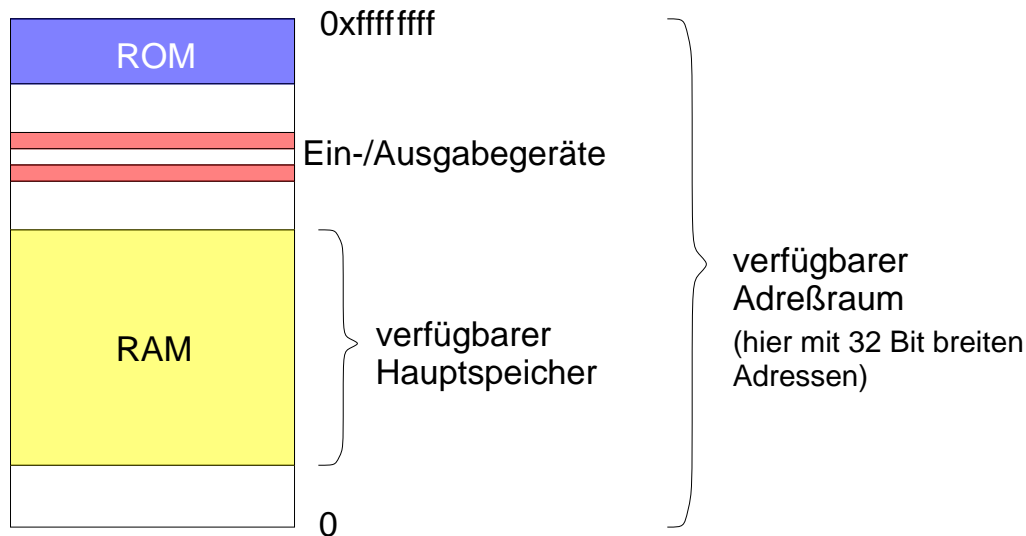 0xffffffff
ROM
Ein-/Ausgabegeräte
verfügbarer
Adreßraum
(hier mit 32 Bit breiten
Adressen)
RAM
verfügbarer
Hauptspeicher
0